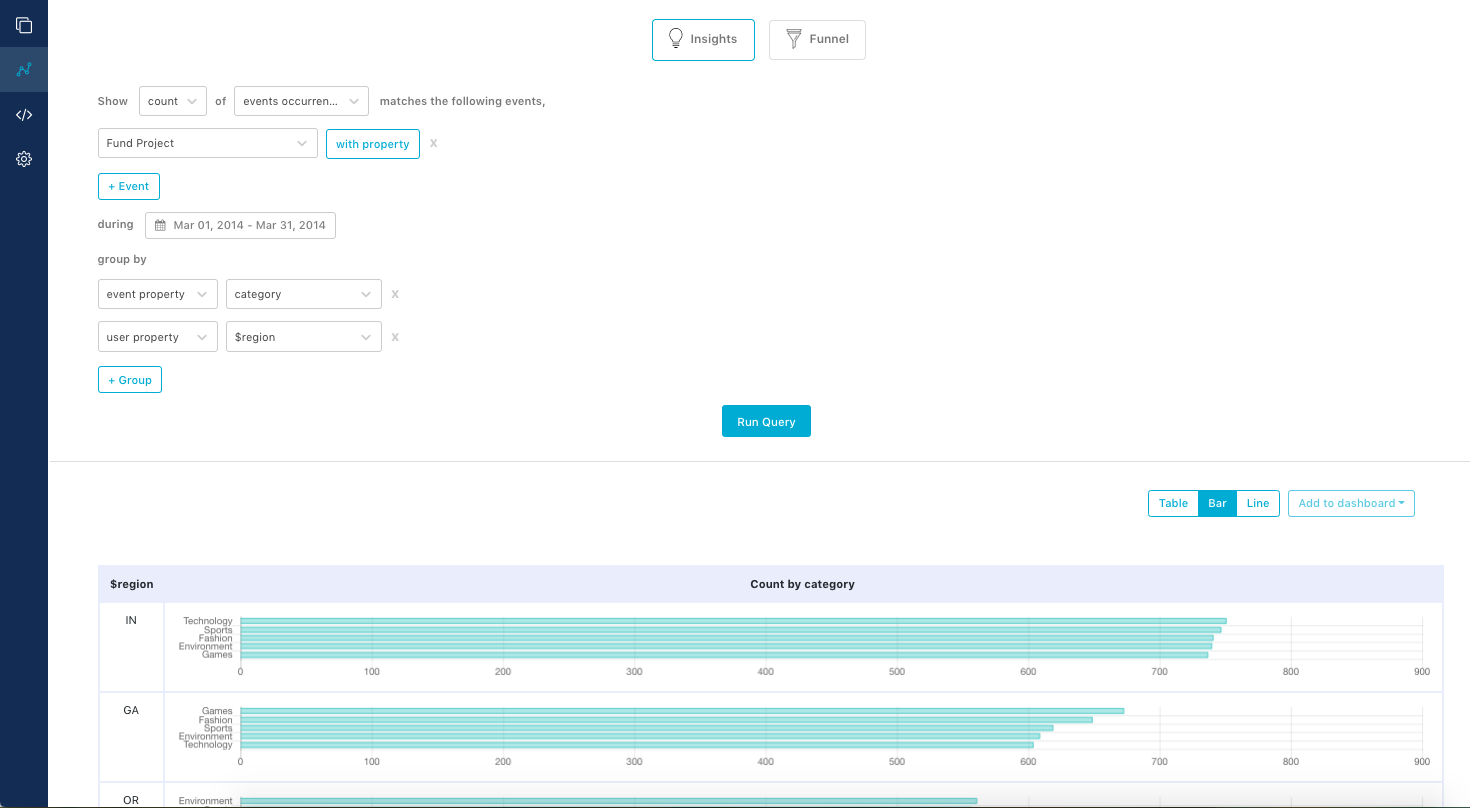 Insights Funnel
Show count of events occurren... matches the following events,
Fund Project with property X
+ Event
during Mar 01, 2014 - Mar 31, 2014
group by
event property category X
user property $region X
+ Group
Run Query
Table Bar Line Add to dashboard
$region Count by category
IN
Technology
Sports
Fashion
Environment
Games
0 100 200 300 400 500 600 700 800 900
GA
Games
Fashion
Sports
Environment
Technology
0 100 200 300 400 500 600 700 800 900
OR
Environment